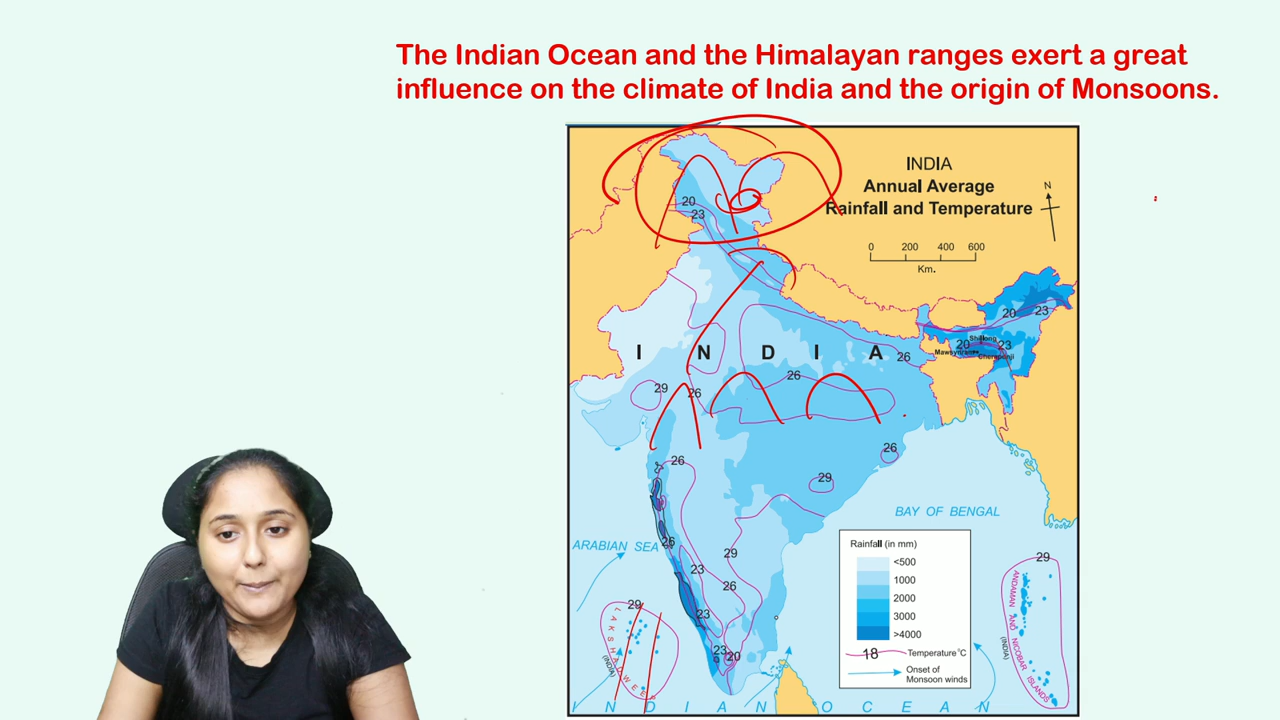 The Indian Ocean and the Himalayan ranges exert a great
influence on the climate of India and the origin of Monsoons.
INDIA
Annual Average
Rainfall and Temperature
N
0 200 400 600
Km.
20
23
20 23
Shillong
20 23
Mawsynram Cherrapunji
I N D I A
26
26
29
26
26
29
26
BAY OF BENGAL
ARABIAN SEA
26
29
23
26
29
23
23
20
LAKSHADWEEP
(INDIA)
Rainfall (in mm)
<500
1000
2000
3000
>4000
18 Temperature °C
Onset of
Monsoon winds
29
ANDAMAN AND NICOBAR ISLANDS
(INDIA)
I N D I A N O C E A N